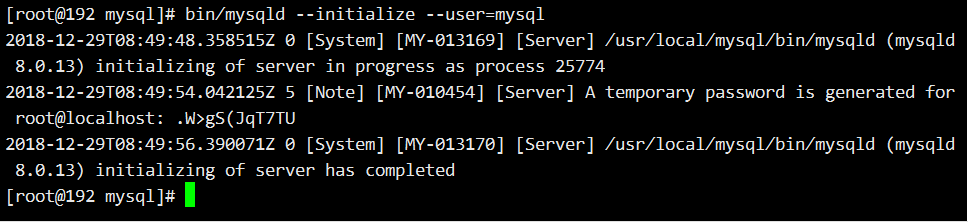 [root@192 mysql]# bin/mysqld --initialize --user=mysql
2018-12-29T08:49:48.358515Z 0 [System] [MY-013169] [Server] /usr/local/mysql/bin/mysqld (mysqld
8.0.13) initializing of server in progress as process 25774
2018-12-29T08:49:54.042125Z 5 [Note] [MY-010454] [Server] A temporary password is generated for
root@localhost: .W>gS(JqT7TU
2018-12-29T08:49:56.390071Z 0 [System] [MY-013170] [Server] /usr/local/mysql/bin/mysqld (mysqld
8.0.13) initializing of server has completed
[root@192 mysql]#